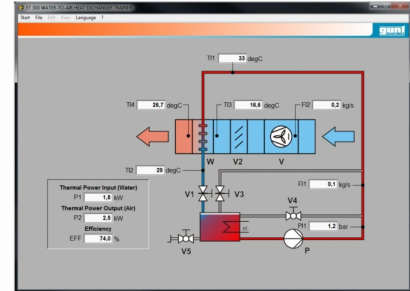 ET 300 WATER-TO-AIR HEAT EXCHANGER TRAINER
Start File Edit View Language ?
gunt
TI1 33 degC
TI4 28,7 degC
TI3 16,6 degC
FI2 0,2 kg/s
W V2 V
TI2 29 degC
Thermal Power Input (Water)
P1 1,8 kW
Thermal Power Output (Air)
P2 2,5 kW
Efficiency
EFF 74,0 %
V1 V3
FI1 0,1 kg/s
V4
PI1 1,2 bar
V5
P